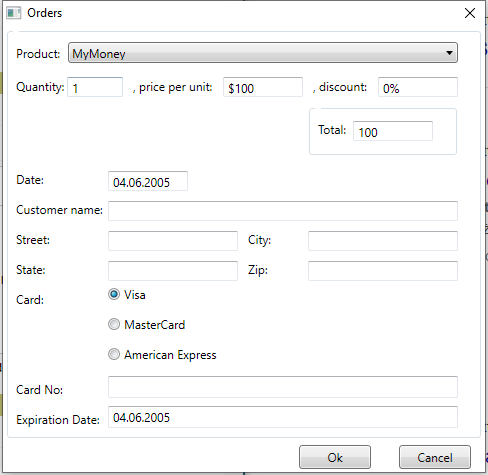 Orders
Product: MyMoney
Quantity: 1 , price per unit: $100 , discount: 0%
Total: 100
Date: 04.06.2005
Customer name:
Street: City:
State: Zip:
Card: Visa
MasterCard
American Express
Card No:
Expiration Date: 04.06.2005
Ok Cancel